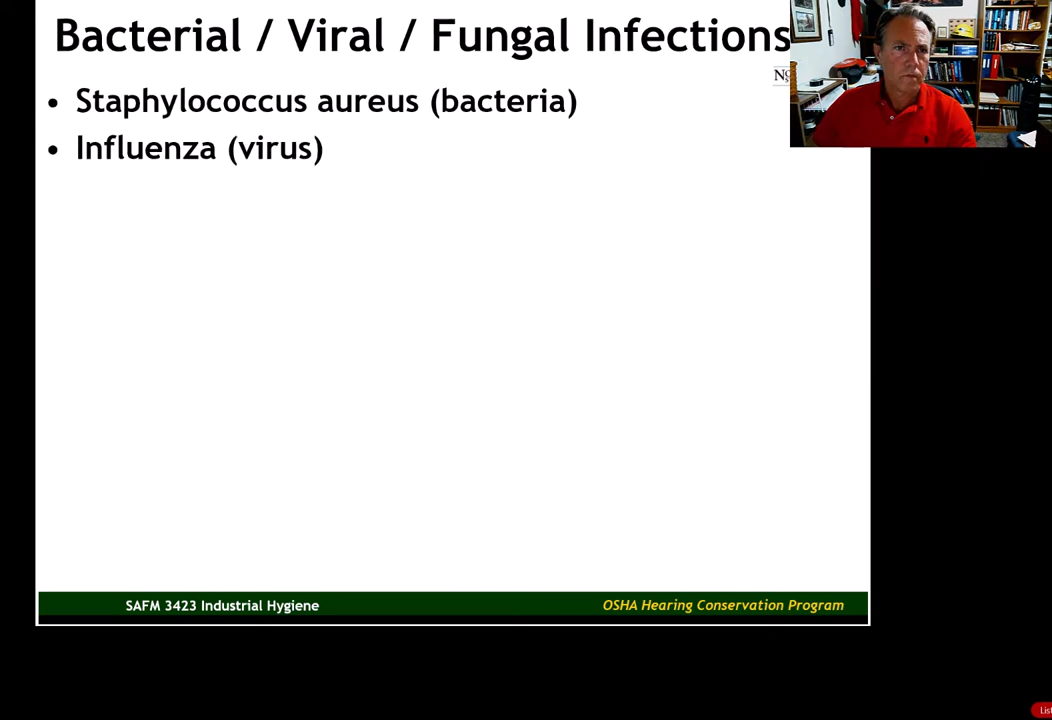 Bacterial / Viral / Fungal Infections
• Staphylococcus aureus (bacteria)
• Influenza (virus)
SAFM 3423 Industrial Hygiene
OSHA Hearing Conservation Program